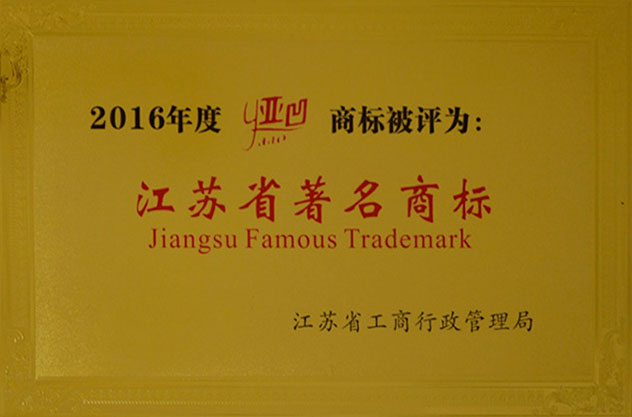 2016年度 商标被评为：
江苏省著名商标
Jiangsu Famous Trademark
江苏省工商行政管理局